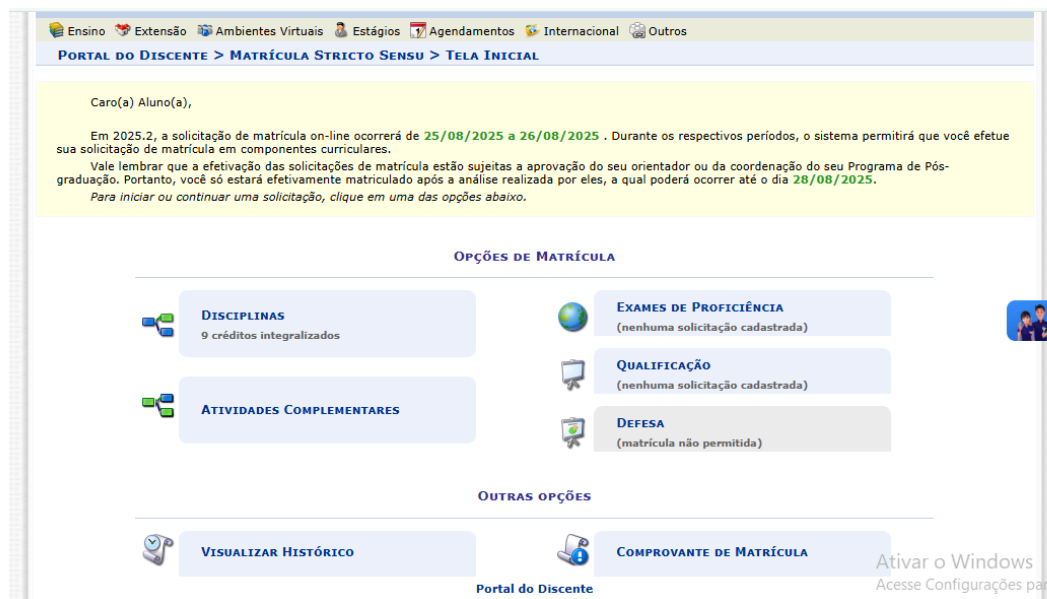 Ensino Extensão Ambientes Virtuais Estágios Agendamentos Internacional Outros
Portal do Discente > Matrícula Stricto Sensu > Tela Inicial
Caro(a) Aluno(a),
Em 2025.2, a solicitação de matrícula on-line ocorrerá de 25/08/2025 a 26/08/2025 . Durante os respectivos períodos, o sistema permitirá que você efetue
sua solicitação de matrícula em componentes curriculares.
Vale lembrar que a efetivação das solicitações de matrícula estão sujeitas a aprovação do seu orientador ou da coordenação do seu Programa de Pós-
graduação. Portanto, você só estará efetivamente matriculado após a análise realizada por eles, a qual poderá ocorrer até o dia 28/08/2025.
Para iniciar ou continuar uma solicitação, clique em uma das opções abaixo.
Opções de Matrícula
Disciplinas
9 créditos integralizados
Atividades Complementares
Exames de Proficiência
(nenhuma solicitação cadastrada)
Qualificação
(nenhuma solicitação cadastrada)
Defesa
(matrícula não permitida)
Outras opções
Visualizar Histórico
Comprovante de Matrícula
Portal do Discente
Ativar o Windows
Acesse Configurações